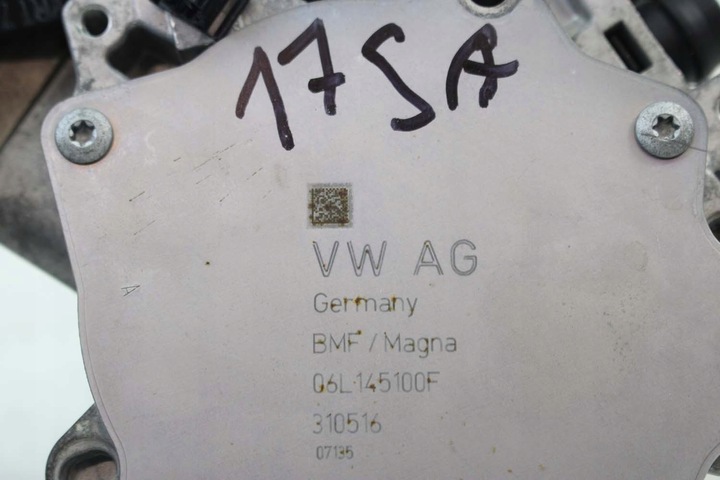 17SA
VW AG
Germany
BMF / Magna
06L145100F
310516
07135
A